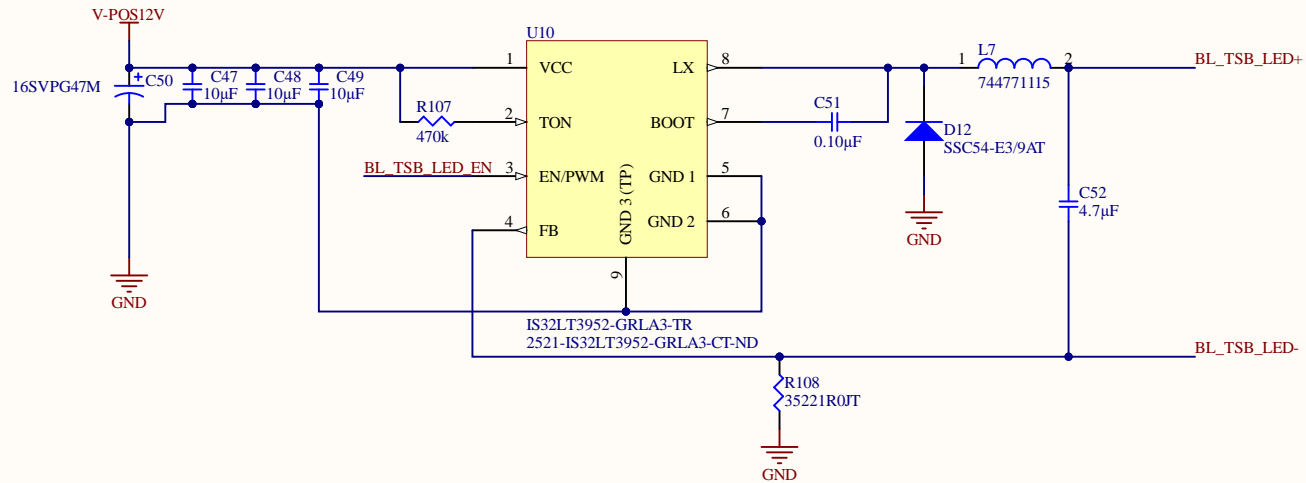 V-POS12V
U10
16SVPG47M
+
C50
C47
10µF
C48
10µF
C49
10µF
R107
470k
BL_TSB_LED_EN
1
VCC
2
TON
3
EN/PWM
4
FB
GND 3 (TP)
9
LX
8
BOOT
7
GND 1
5
GND 2
6
IS32LT3952-GRLA3-TR
2521-IS32LT3952-GRLA3-CT-ND
C51
0.10µF
D12
SSC54-E3/9AT
GND
L7
1
2
744771115
BL_TSB_LED+
C52
4.7µF
BL_TSB_LED-
R108
35221R0JT
GND
GND